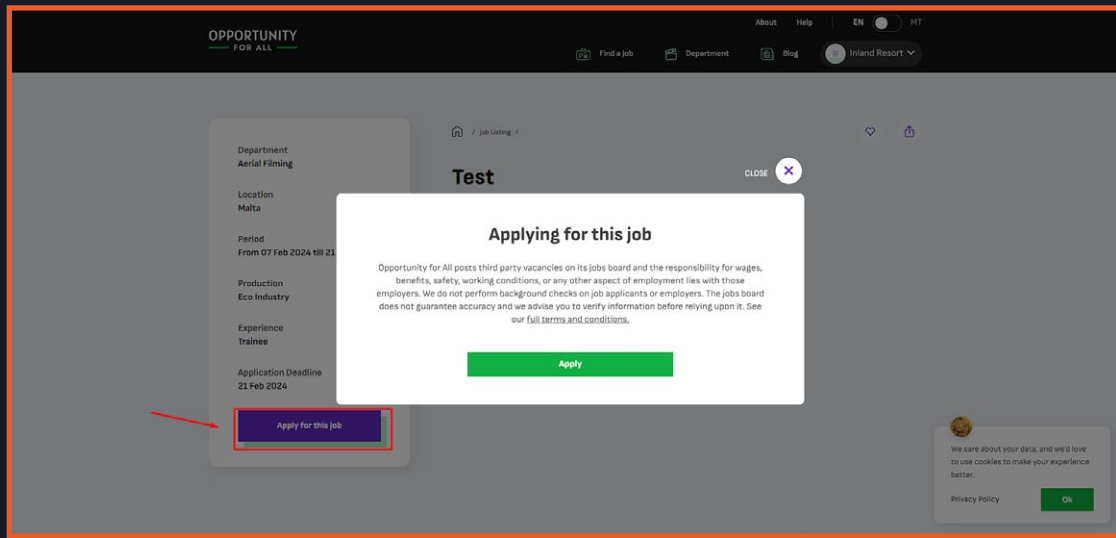 About Help EN MT
OPPORTUNITY
FOR ALL
Find a Job Department Blog Inland Resort
/ Job Listing /
Department
Aerial Filming
Test
CLOSE
Location
Malta
Period
From 07 Feb 2024 till 21
Production
Eco Industry
Experience
Trainee
Application Deadline
21 Feb 2024
Apply for this job
Applying for this job
Opportunity for All posts third party vacancies on its jobs board and the responsibility for wages,
benefits, safety, working conditions, or any other aspect of employment lies with those
employers. We do not perform background checks on job applicants or employers. The jobs board
does not guarantee accuracy and we advise you to verify information before relying upon it. See
our full terms and conditions.
Apply
We care about your data, and we'd love
to use cookies to make your experience
better.
Privacy Policy Ok